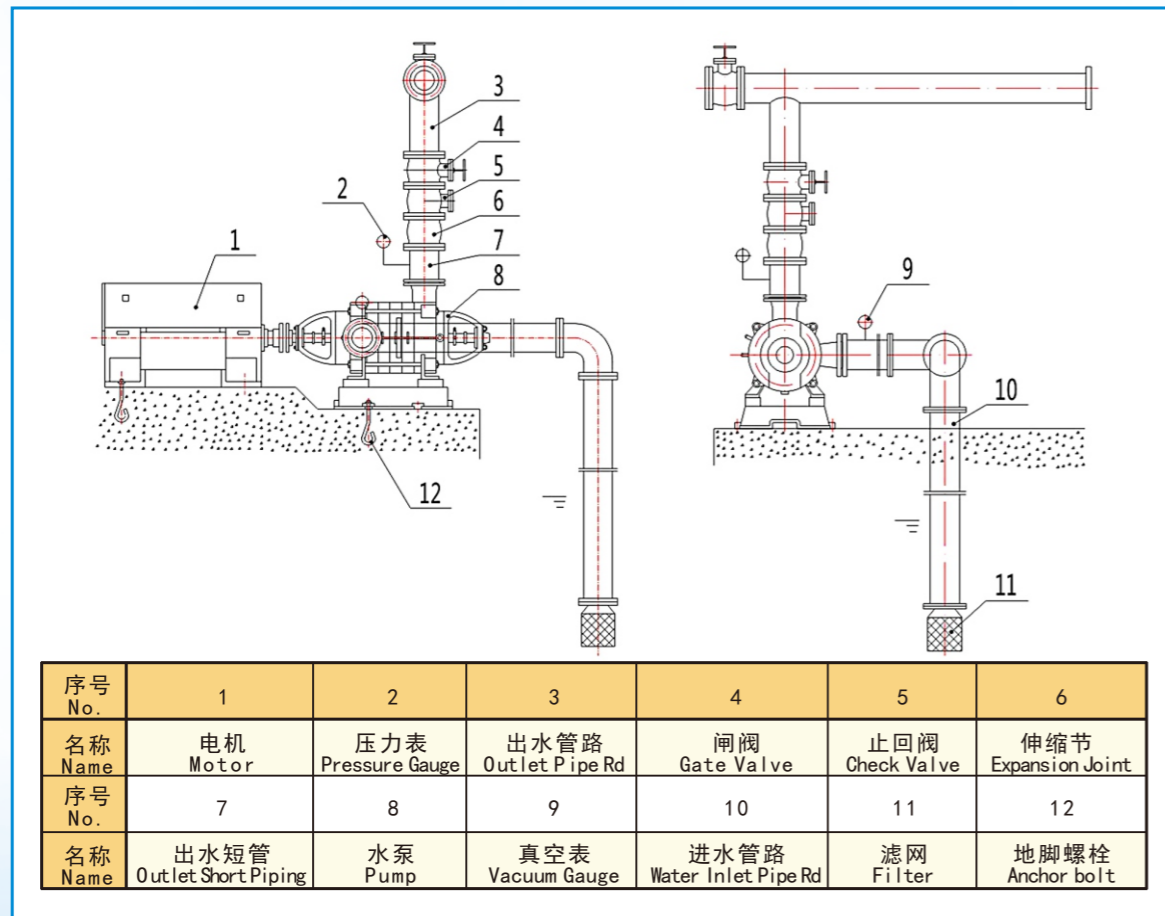 3
4
5
2
6
7
1
8
9
10
12
11
序号 1 2 3 4 5 6
No.
名称 电机 压力表 出水管路 闸阀 止回阀 伸缩节
Name Motor Pressure Gauge Outlet Pipe Rd Gate Valve Check Valve Expansion Joint
序号 7 8 9 10 11 12
No.
名称 出水短管 水泵 真空表 进水管路 滤网 地脚螺栓
Name Outlet Short Piping Pump Vacuum Gauge Water Inlet Pipe Rd Filter Anchor bolt